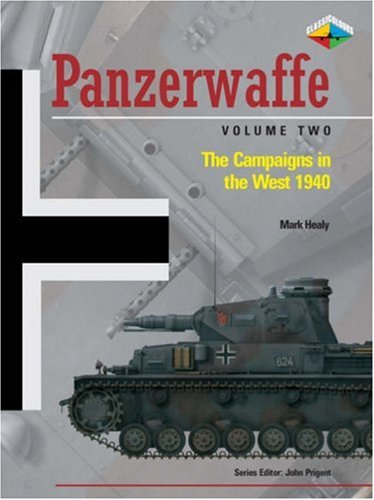 CLASSIC COLOURS
Panzerwaffe
VOLUME TWO
The Campaigns in
the West 1940
Mark Healy
624
Series Editor: John Prigent